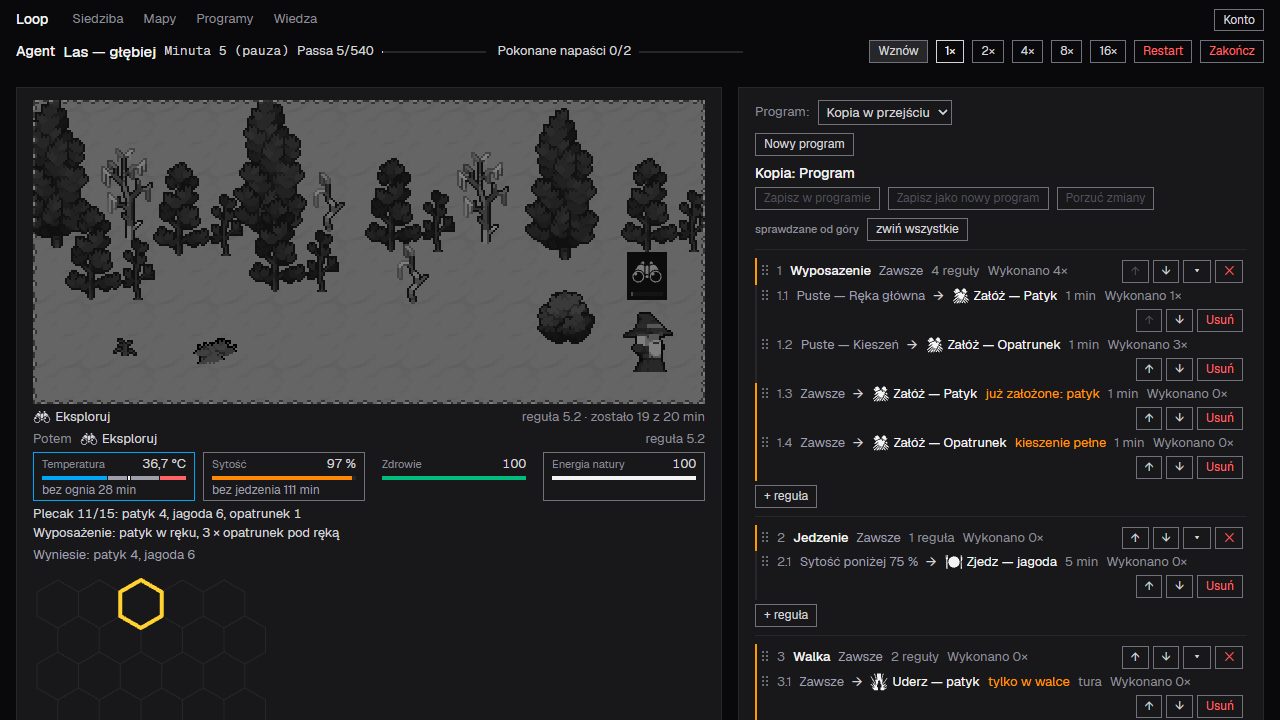 Loop Siedziba Mapy Programy Wiedza Konto
Agent Las — głębiej Minuta 5 (pauza) Passa 5/540 Pokonane napaści 0/2 Wznów 1× 2× 4× 8× 16× Restart Zakończ
Eksploruj reguła 5.2 · zostało 19 z 20 min
Potem Eksploruj reguła 5.2
Temperatura 36,7 °C Sytość 97 % Zdrowie 100 Energia natury 100
bez ognia 28 min bez jedzenia 111 min
Plecak 11/15: patyk 4, jagoda 6, opatrunek 1
Wyposażenie: patyk w ręku, 3 × opatrunek pod ręką
Wyniesie: patyk 4, jagoda 6
Program: Kopia w przejściu
Nowy program
Kopia: Program
Zapisz w programie Zapisz jako nowy program Porzuć zmiany
sprawdzane od góry zwiń wszystkie
1 Wyposazenie Zawsze 4 reguły Wykonano 4×
1.1 Puste — Ręka główna → Załóż — Patyk 1 min Wykonano 1×
↑ ↓ Usuń
1.2 Puste — Kieszeń → Załóż — Opatrunek 1 min Wykonano 3×
↑ ↓ Usuń
1.3 Zawsze → Załóż — Patyk już założone: patyk 1 min Wykonano 0×
↑ ↓ Usuń
1.4 Zawsze → Załóż — Opatrunek kieszenie pełne 1 min Wykonano 0×
↑ ↓ Usuń
+ reguła
2 Jedzenie Zawsze 1 reguła Wykonano 0×
2.1 Sytość poniżej 75 % → Zjedz — jagoda 5 min Wykonano 0×
↑ ↓ Usuń
+ reguła
3 Walka Zawsze 2 reguły Wykonano 0×
3.1 Zawsze → Uderz — patyk tylko w walce tura Wykonano 0×
↑ ↓ Usuń